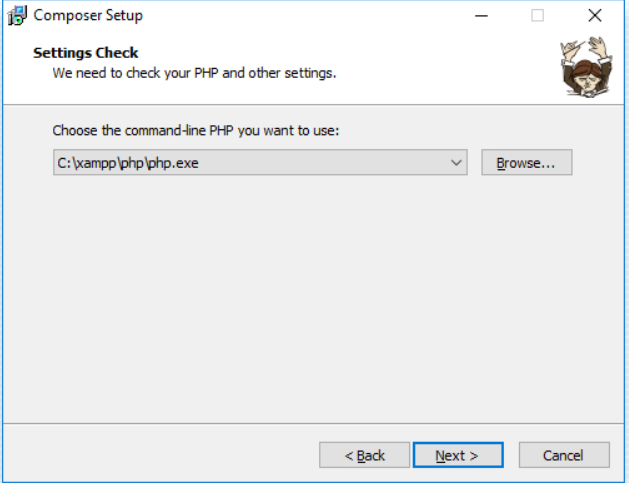 Composer Setup
Settings Check
We need to check your PHP and other settings.
Choose the command-line PHP you want to use:
C:\xampp\php\php.exe
Browse...
< Back
Next >
Cancel